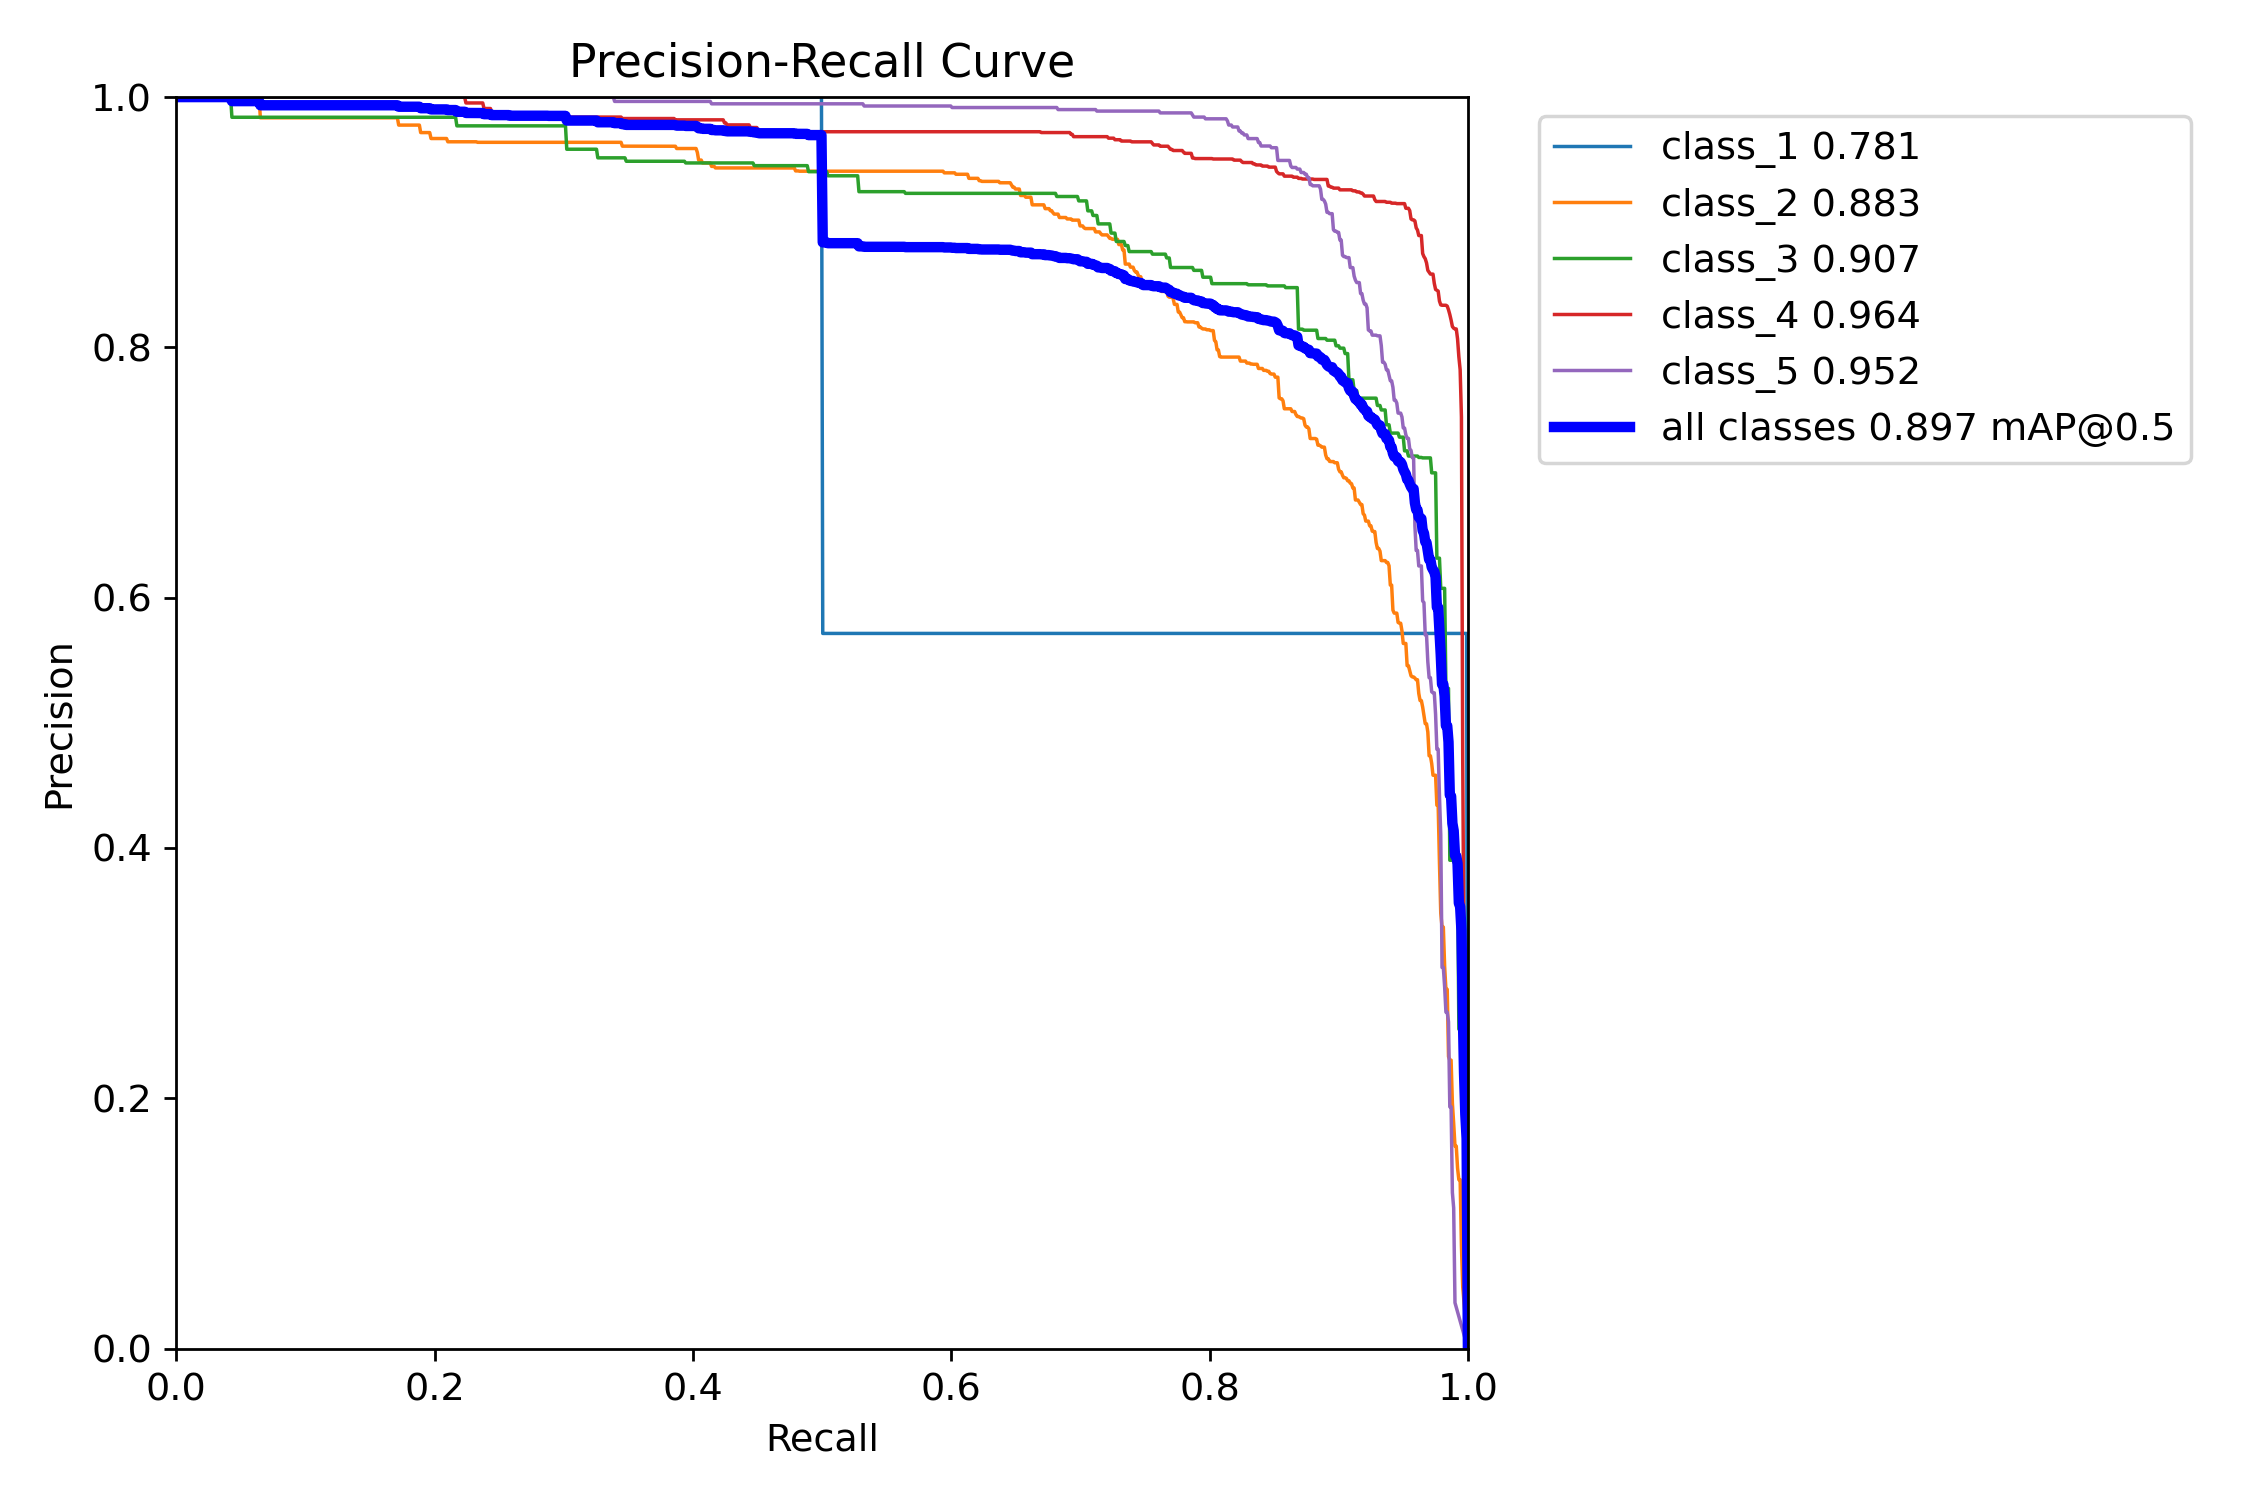 Precision-Recall Curve
1.0
0.8
0.6
0.4
0.2
0.0
Precision
0.0 0.2 0.4 0.6 0.8 1.0
Recall
class_1 0.781
class_2 0.883
class_3 0.907
class_4 0.964
class_5 0.952
all classes 0.897 mAP@0.5